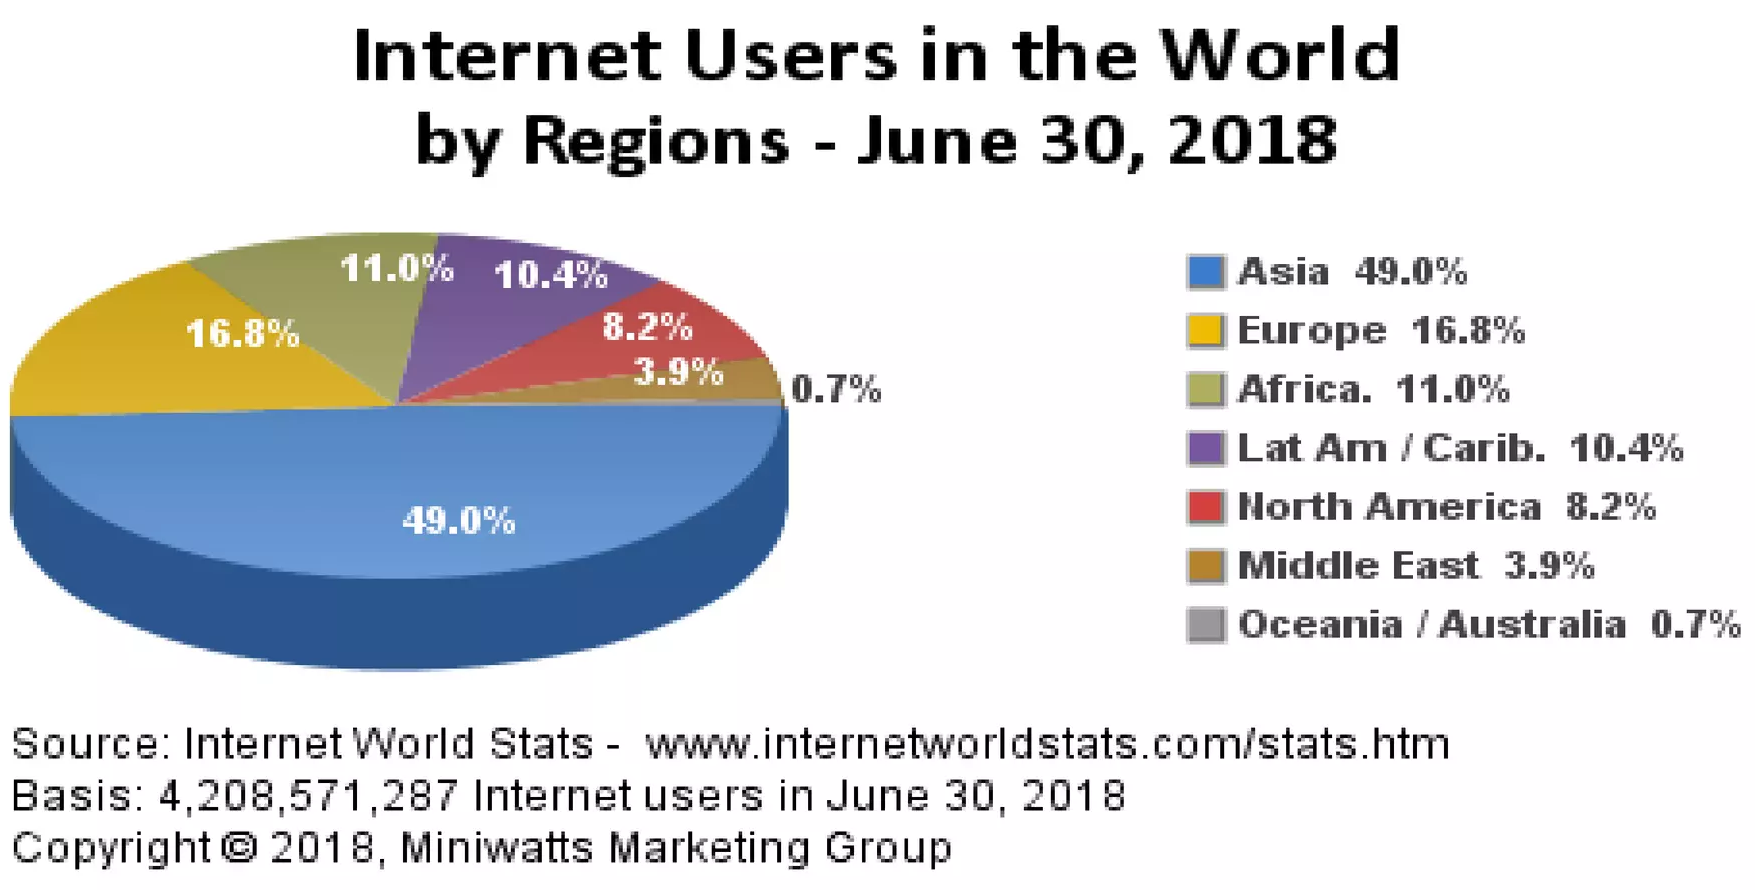 Internet Users in the World
by Regions - June 30, 2018
11.0%
10.4%
16.8%
8.2%
3.9%
0.7%
49.0%
Asia 49.0%
Europe 16.8%
Africa. 11.0%
Lat Am / Carib. 10.4%
North America 8.2%
Middle East 3.9%
Oceania / Australia 0.7%
Source: Internet World Stats - www.internetworldstats.com/stats.htm
Basis: 4,208,571,287 Internet users in June 30, 2018
Copyright © 2018, Miniwatts Marketing Group